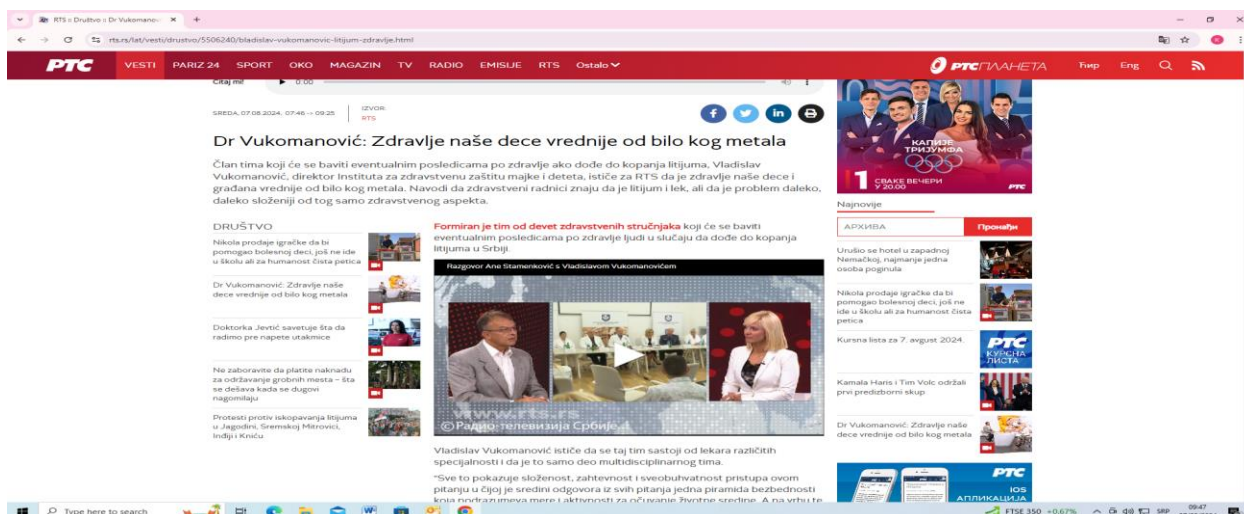 RTS :: Društvo :: Dr Vukomanov
rts.rs/lat/vesti/drustvo/5506240/bladislav-vukomanovic-litijum-zdravlje.html
РТС VESTI PARIZ 24 SPORT OKO MAGAZIN TV RADIO EMISIJE RTS Ostalo РТС ПЛАНЕТА Ћир Eng
Čitaj mi! 0:00
SREDA, 07.08.2024, 07:46 -> 09:25
IZVOR:
RTS
Dr Vukomanović: Zdravlje naše dece vrednije od bilo kog metala
Član tima koji će se baviti eventualnim posledicama po zdravlje ako dođe do kopanja litijuma, Vladislav
Vukomanović, direktor Instituta za zdravstvenu zaštitu majke i deteta, ističe za RTS da je zdravlje naše dece i
građana vrednije od bilo kog metala. Navodi da zdravstveni radnici znaju da je litijum i lek, ali da je problem daleko,
daleko složeniji od tog samo zdravstvenog aspekta.
DRUŠTVO
Nikola prodaje igračke da bi
pomogao bolesnoj deci, još ne ide
u školu ali za humanost čista petica
Dr Vukomanović: Zdravlje naše
dece vrednije od bilo kog metala
Doktorka Jevtić savetuje šta da
radimo pre napete utakmice
Ne zaboravite da platite naknadu
za održavanje grobnih mesta – šta
se dešava kada se dugovi
nagomilaju
Protesti protiv iskopavanja litijuma
u Jagodini, Sremskoj Mitrovici,
Inđiji i Kniću
Formiran je tim od devet zdravstvenih stručnjaka koji će se baviti
eventualnim posledicama po zdravlje ljudi u slučaju da dođe do kopanja
litijuma u Srbiji.
Razgovor Ane Stamenković s Vladislavom Vukomanovićem
www.rts.rs
©Радио-телевизија Србије
Vladislav Vukomanović ističe da se taj tim sastoji od lekara različitih
specijalnosti i da je to samo deo multidisciplinarnog tima.
"Sve to pokazuje složenost, zahtevnost i sveobuhvatnost pristupa ovom
pitanju u čijoj je sredini odgovora iz svih pitanja jedna piramida bezbednosti
koja podrazumeva mere i aktivnosti za očuvanje životne sredine. A na vrhu te
КАПИЈЕ
ТРИЈУМФА
1 СВАКЕ ВЕЧЕРИ
У 20.00
РТС
Najnovije
АРХИВА Пронађи
Urušio se hotel u zapadnoj
Nemačkoj, najmanje jedna
osoba poginula
Nikola prodaje igračke da bi
pomogao bolesnoj deci, još ne
ide u školu ali za humanost čista
petica
Kursna lista za 7. avgust 2024.
РТС
КУРСНА
ЛИСТА
Kamala Haris i Tim Volc održali
prvi predizborni skup
Dr Vukomanović: Zdravlje naše
dece vrednije od bilo kog metala
РТС
iOS
АПЛИКАЦИЈА
Type here to search
FTSE 350 +0.67% SRP 09:47